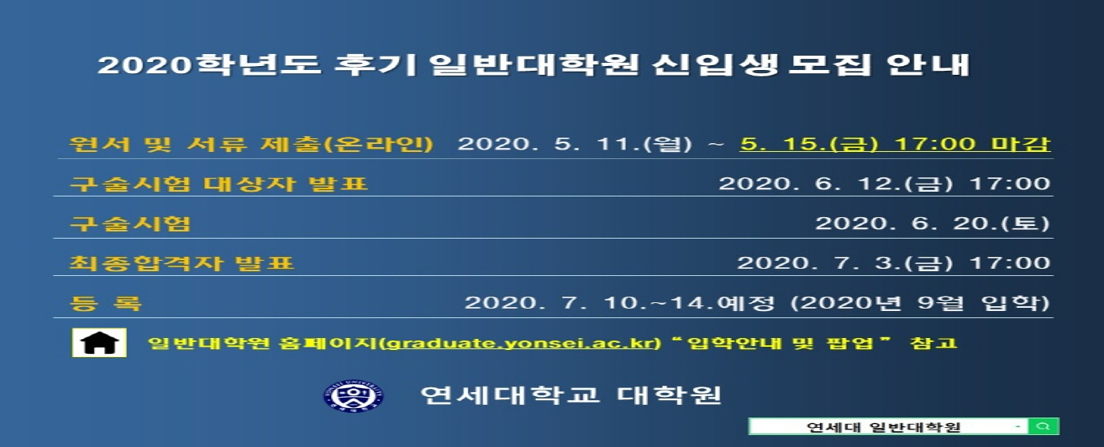 2020학년도 후기 일반대학원 신입생 모집 안내
원서 및 서류 제출(온라인) 2020. 5. 11.(월) ~ 5. 15.(금) 17:00 마감
구술시험 대상자 발표 2020. 6. 12.(금) 17:00
구술시험 2020. 6. 20.(토)
최종합격자 발표 2020. 7. 3.(금) 17:00
등 록 2020. 7. 10.~14.예정 (2020년 9월 입학)
일반대학원 홈페이지(graduate.yonsei.ac.kr) “입학안내 및 팝업” 참고
연세대학교 대학원
연세대 일반대학원